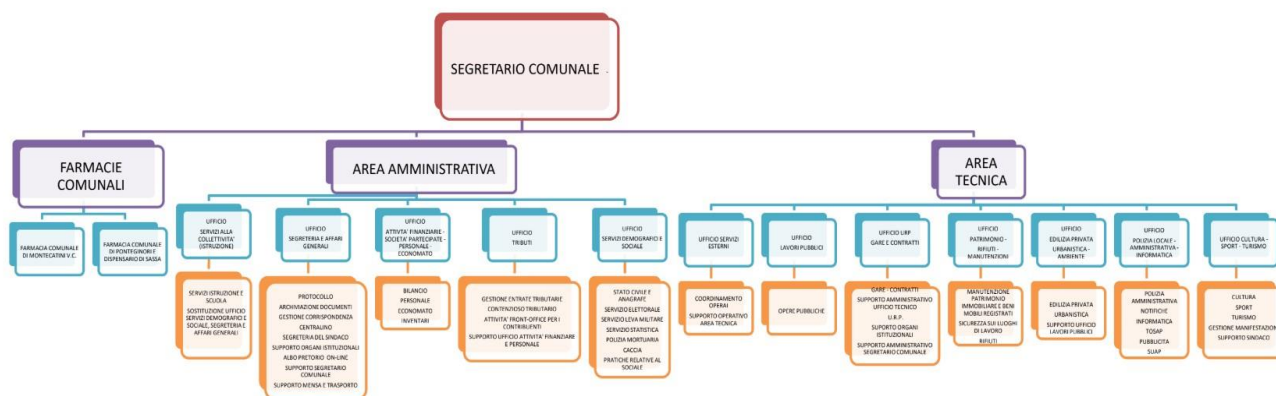 SEGRETARIO COMUNALE .
FARMACIE
COMUNALI
AREA AMMINISTRATIVA
AREA
TECNICA
FARMACIA COMUNALE
DI MONTECATINI V.C.
FARMACIA COMUNALE
DI PONTEGINORI E
DISPENSARIO DI SASSA
UFFICIO
SERVIZI ALLA
COLLETTIVITA'
(ISTRUZIONE)
UFFICIO
SEGRETERIA E AFFARI
GENERALI
UFFICIO
ATTIVITA' FINANZIARIE -
SOCIETA' PARTECIPATE -
PERSONALE -
ECONOMATO
UFFICIO
TRIBUTI
UFFICIO
SERVIZI DEMOGRAFICI E
SOCIALE
UFFICIO SERVIZI
ESTERNI
UFFICIO
LAVORI PUBBLICI
UFFICIO URP
GARE E CONTRATTI
UFFICIO
PATRIMONIO -
RIFIUTI -
MANUTENZIONI
UFFICIO
EDILIZIA PRIVATA
URBANISTICA -
AMBIENTE
UFFICIO
POLIZIA LOCALE -
AMMINISTRATIVA -
INFORMATICA
UFFICIO CULTURA -
SPORT - TURISMO
SERVIZI ISTRUZIONE E
SCUOLA
SOSTITUZIONE UFFICIO
SERVIZI DEMOGRAFICI E
SOCIALE, SEGRETERIA E
AFFARI GENERALI
PROTOCOLLO
ARCHIVIAZIONE DOCUMENTI
GESTIONE CORRISPONDENZA
CENTRALINO
SEGRETERIA DEL SINDACO
SUPPORTO ORGANI ISTITUZIONALI
ALBO PRETORIO ON-LINE
SUPPORTO SEGRETARIO
COMUNALE
SUPPORTO MENSA E TRASPORTO
BILANCIO
PERSONALE
ECONOMATO
INVENTARI
GESTIONE ENTRATE TRIBUTARIE
CONTENZIOSO TRIBUTARIO
ATTIVITA' FRONT-OFFICE PER I
CONTRIBUENTI
SUPPORTO UFFICIO ATTIVITA' FINANZIARIE
E PERSONALE
STATO CIVILE E
ANAGRAFE
SERVIZIO ELETTORALE
SERVIZIO LEVA MILITARE
SERVIZIO STATISTICA
POLIZIA MORTUARIA
CACCIA
PRATICHE RELATIVE AL
SOCIALE
COORDINAMENTO
OPERAI
SUPPORTO OPERATIVO
AREA TECNICA
OPERE PUBBLICHE
GARE - CONTRATTI
SUPPORTO AMMINISTRATIVO
UFFICIO TECNICO
U.R.P.
SUPORTO ORGANI
ISTITUZIONALI
SUPPORTO AMMINISTRATIVO
SEGRETARIO COMUNALE
MANUTENZIONE
PATRIMONIO
IMMOBILIARE E BENI
MOBILI REGISTRATI
SICUREZZA SUI LUOGHI
DI LAVORO
RIFIUTI
EDILIZIA PRIVATA
URBANISTICA
SUPPORTO UFFICIO
LAVORI PUBBLICI
POLIZIA
AMMINISTRATIVA
NOTIFICHE
INFORMATICA
TOSAP
PUBBLICITA
SUAP
CULTURA
SPORT
TURISMO
GESTIONE MANIFESTAZIONI
SUPPORTO SINDACO